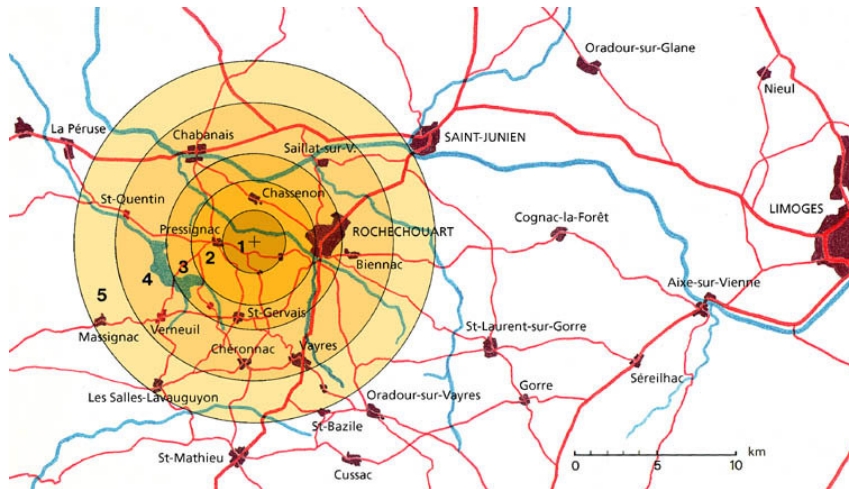 Oradour-sur-Glane
Nieul
La Péruse
Chabanais
SAINT-JUNIEN
Saillat-sur-V.
Chassenon
St-Quentin
LIMOGES
Cognac-la-Forêt
Pressignac
1
ROCHECHOUART
2
Biennac
3
4
Aixe-sur-Vienne
5
St-Gervais
Massignac
Verneuil
St-Laurent-sur-Gorre
Vayres
Cheronnac
Séreilhac
Les Salles-Lavauguyon
Oradour-sur-Vayres
Gorre
St-Bazile
St-Mathieu
km
Cussac
0 5 10